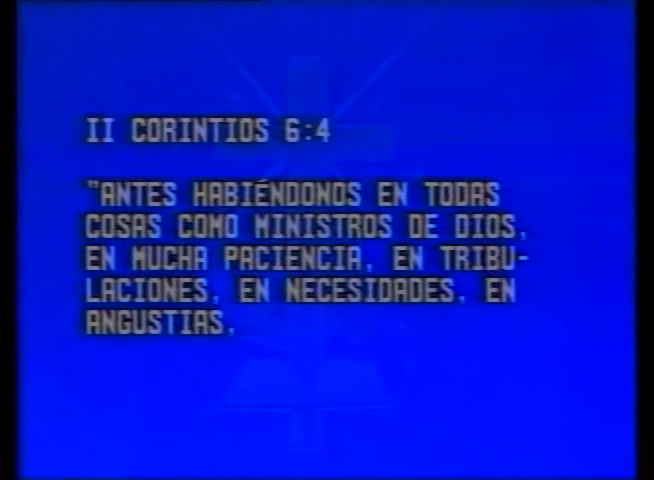 II CORINTIOS 6:4
"ANTES HABIÉNDONOS EN TODAS
COSAS COMO MINISTROS DE DIOS,
EN MUCHA PACIENCIA, EN TRIBU-
LACIONES, EN NECESIDADES, EN
ANGUSTIAS,